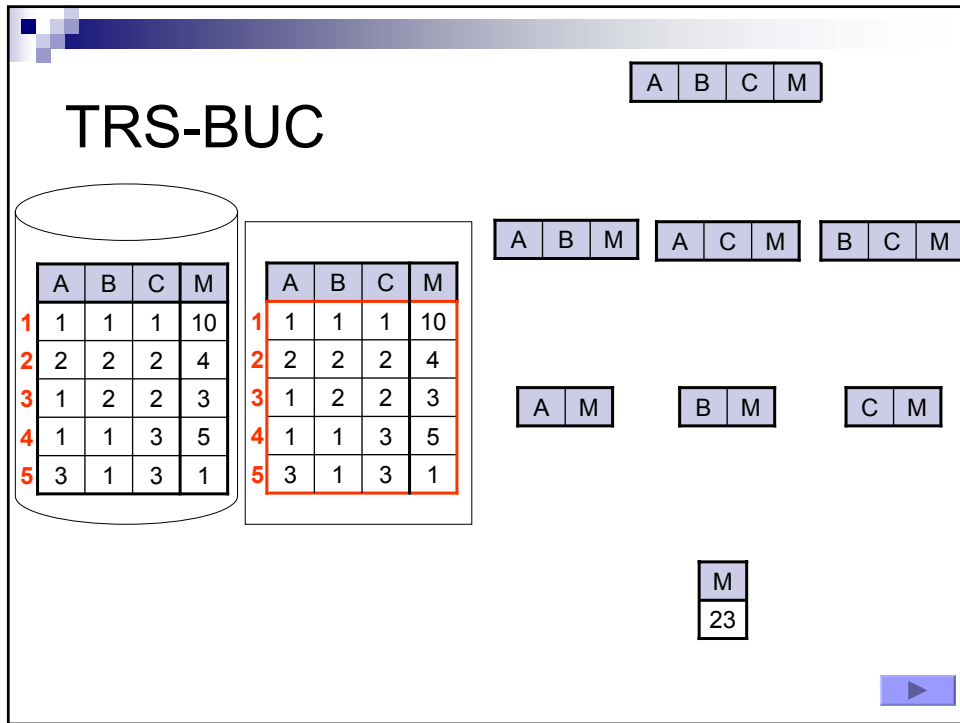 A B C M
TRS-BUC
A B M A C M B C M
A B C M A B C M
1 1 1 1 10 1 1 1 1 10
2 2 2 2 4 2 2 2 2 4
3 1 2 2 3 3 1 2 2 3
A M B M C M
4 1 1 3 5 4 1 1 3 5
5 3 1 3 1 5 3 1 3 1
M
23